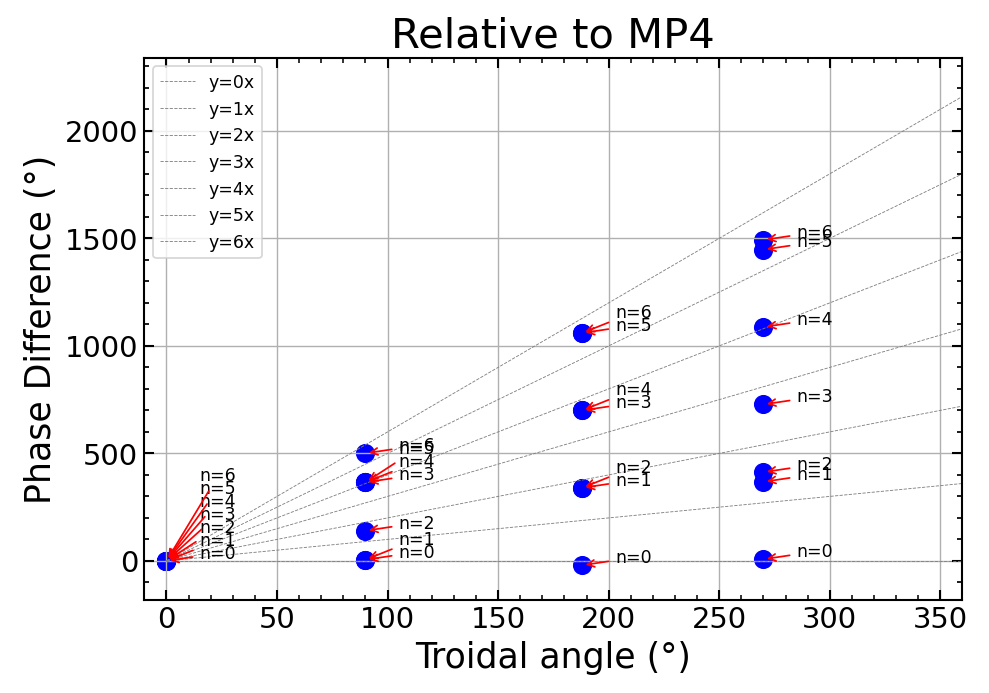 Relative to MP4
y=0x
y=1x
y=2x
y=3x
y=4x
y=5x
y=6x
Phase Difference (°)
2000
1500
1000
500
0
n=6
n=5
n=4
n=3
n=2
n=1
n=0
n=6
n=5
n=4
n=3
n=2
n=1
n=0
n=6
n=5
n=4
n=3
n=2
n=1
n=0
n=6
n=5
n=4
n=3
n=2
n=1
n=0
0 50 100 150 200 250 300 350
Troidal angle (°)